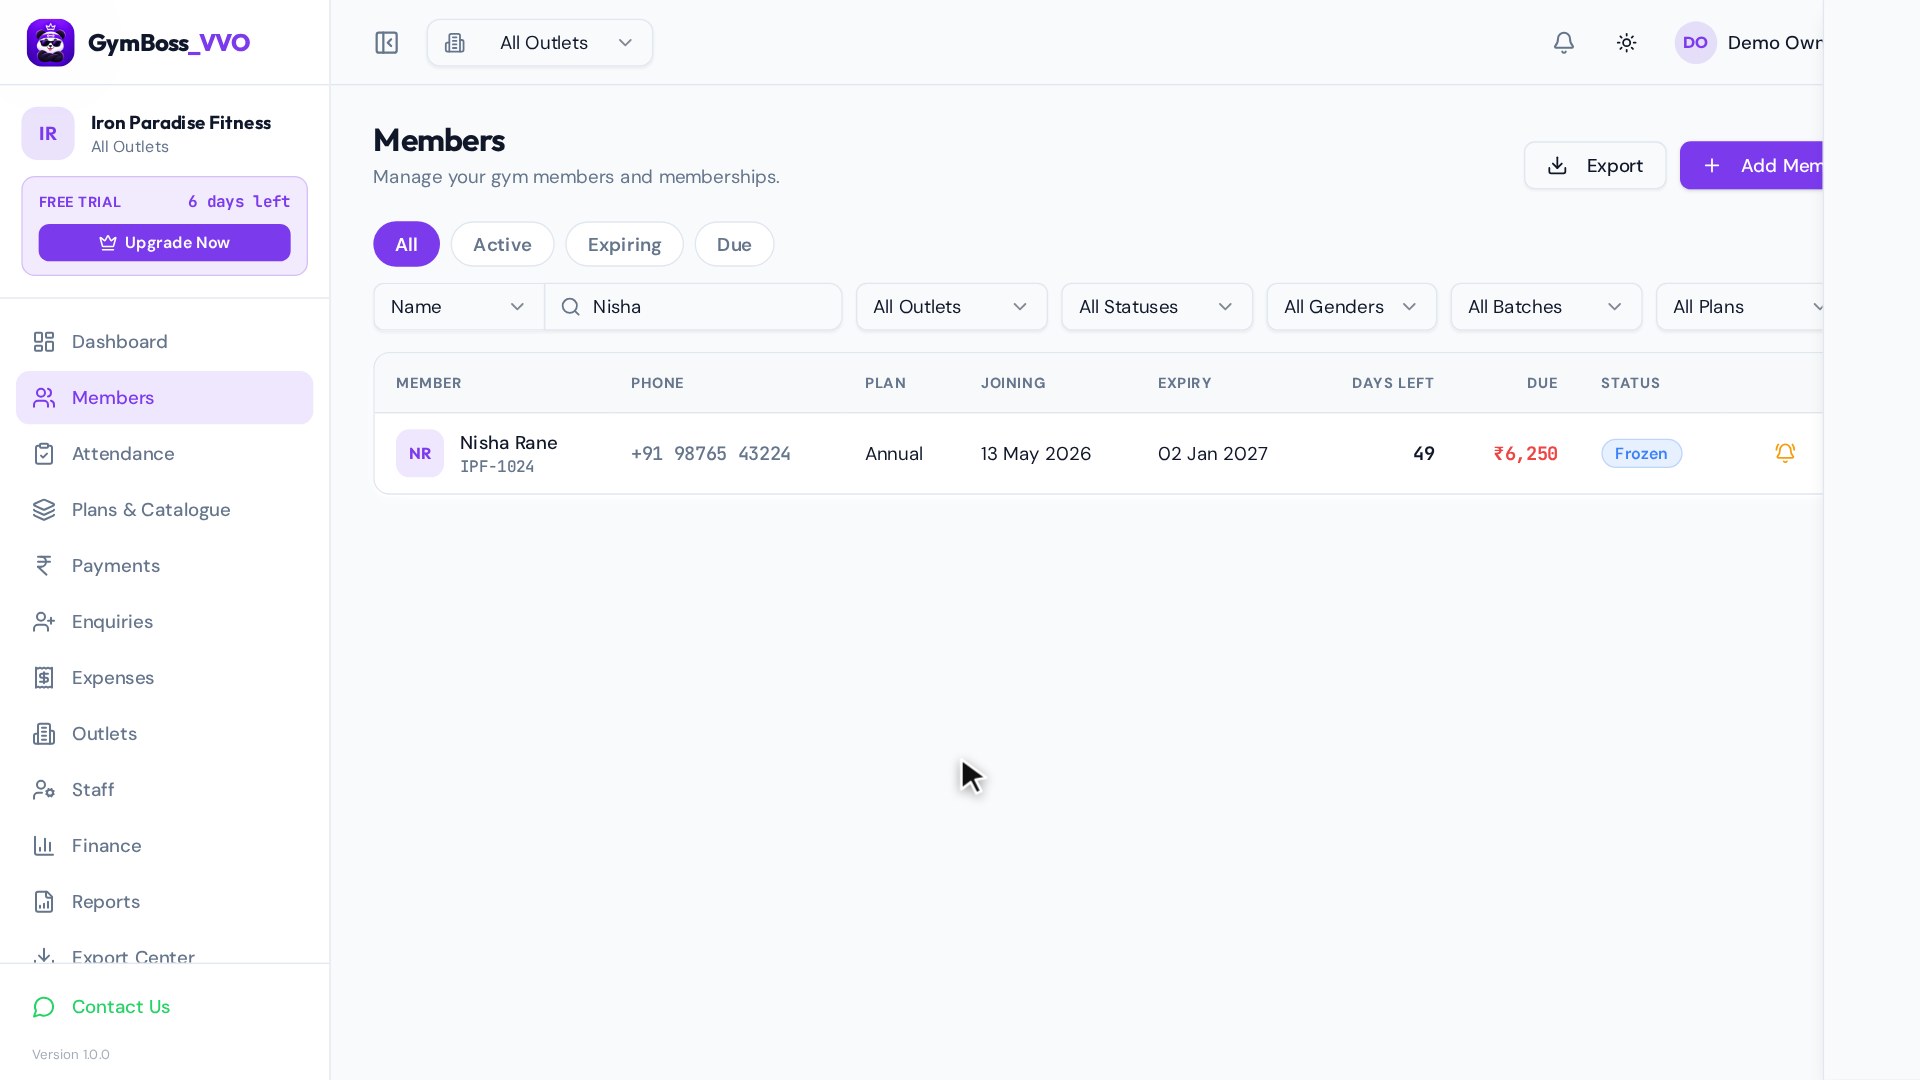 GymBoss_VVO
All Outlets
DO Demo Own
IR
Iron Paradise Fitness
All Outlets
FREE TRIAL 6 days left
Upgrade Now
Dashboard
Members
Attendance
Plans & Catalogue
Payments
Enquiries
Expenses
Outlets
Staff
Finance
Reports
Export Center
Contact Us
Version 1.0.0
Members
Manage your gym members and memberships.
Export
Add Mem
All Active Expiring Due
Name Nisha All Outlets All Statuses All Genders All Batches All Plans
MEMBER PHONE PLAN JOINING EXPIRY DAYS LEFT DUE STATUS
NR Nisha Rane +91 98765 43224 Annual 13 May 2026 02 Jan 2027 49 ₹6,250 Frozen
IPF-1024